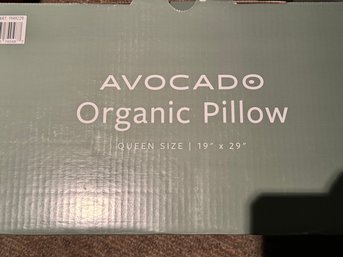 AVOCADO
Organic Pillow
QUEEN SIZE | 19" x 29"